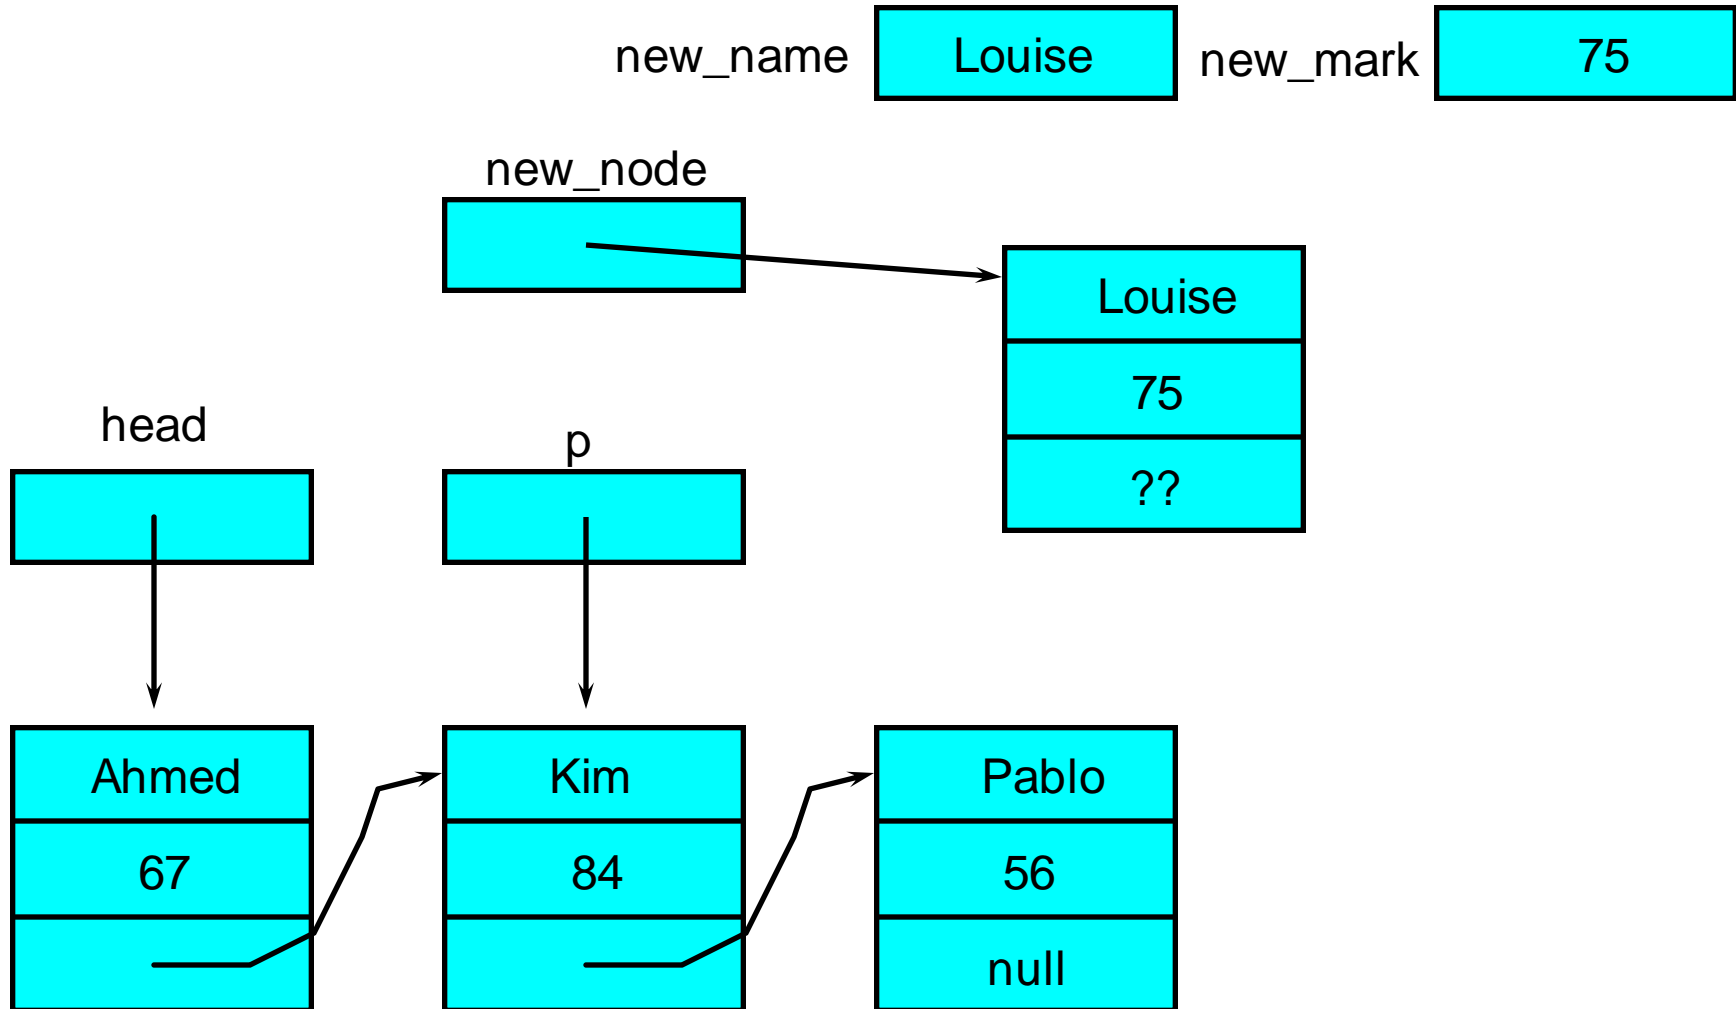 new_name Louise new_mark 75
new_node
Louise
75
??
head
p
Ahmed Kim Pablo
67 84 56
null